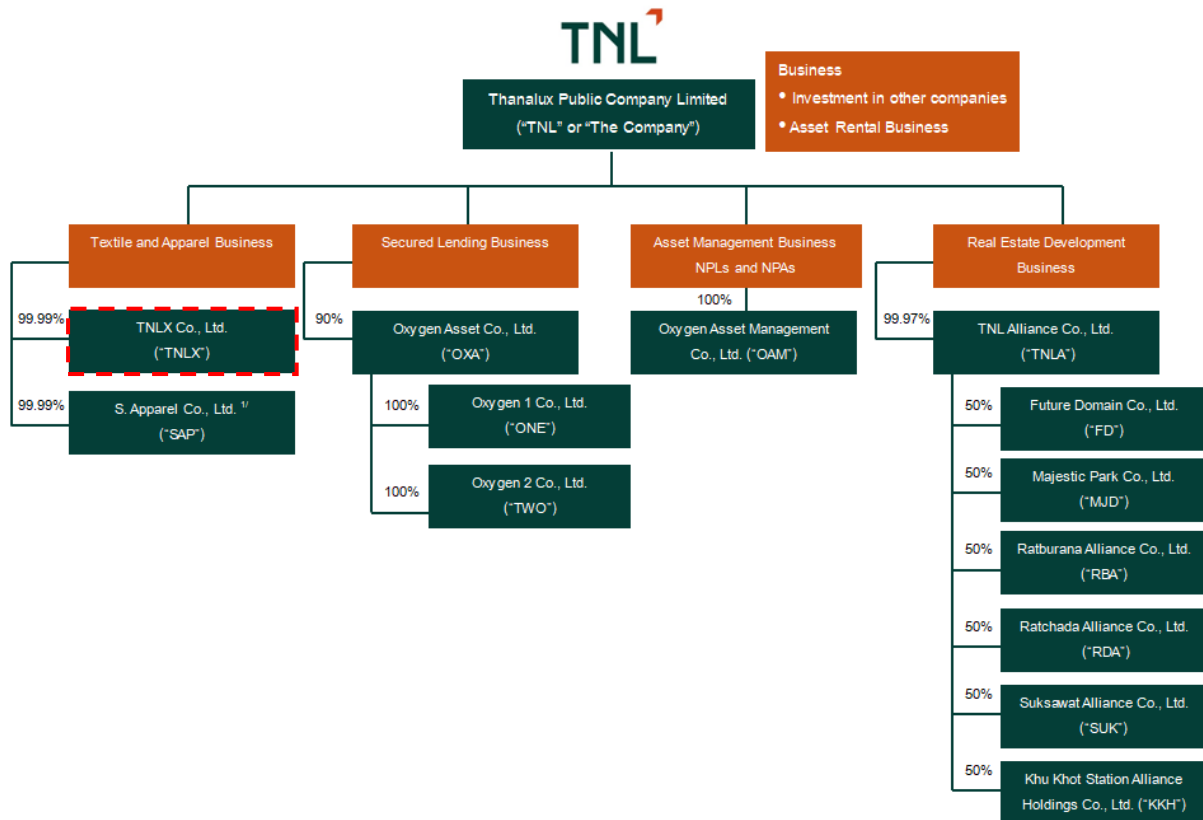 TNL
Thanalux Public Company Limited
("TNL" or "The Company")
Business
• Investment in other companies
• Asset Rental Business
Textile and Apparel Business
99.99%
TNLX Co., Ltd.
("TNLX")
99.99%
S. Apparel Co., Ltd. 1/
("SAP")
Secured Lending Business
90%
Oxygen Asset Co., Ltd.
("OXA")
100%
Oxygen 1 Co., Ltd.
("ONE")
100%
Oxygen 2 Co., Ltd.
("TWO")
Asset Management Business
NPLs and NPAs
100%
Oxygen Asset Management
Co., Ltd. ("OAM")
Real Estate Development
Business
99.97%
TNL Alliance Co., Ltd.
("TNLA")
50%
Future Domain Co., Ltd.
("FD")
50%
Majestic Park Co., Ltd.
("MJD")
50%
Ratburana Alliance Co., Ltd.
("RBA")
50%
Ratchada Alliance Co., Ltd.
("RDA")
50%
Suksawat Alliance Co., Ltd.
("SUK")
50%
Khu Khot Station Alliance
Holdings Co., Ltd. ("KKH")